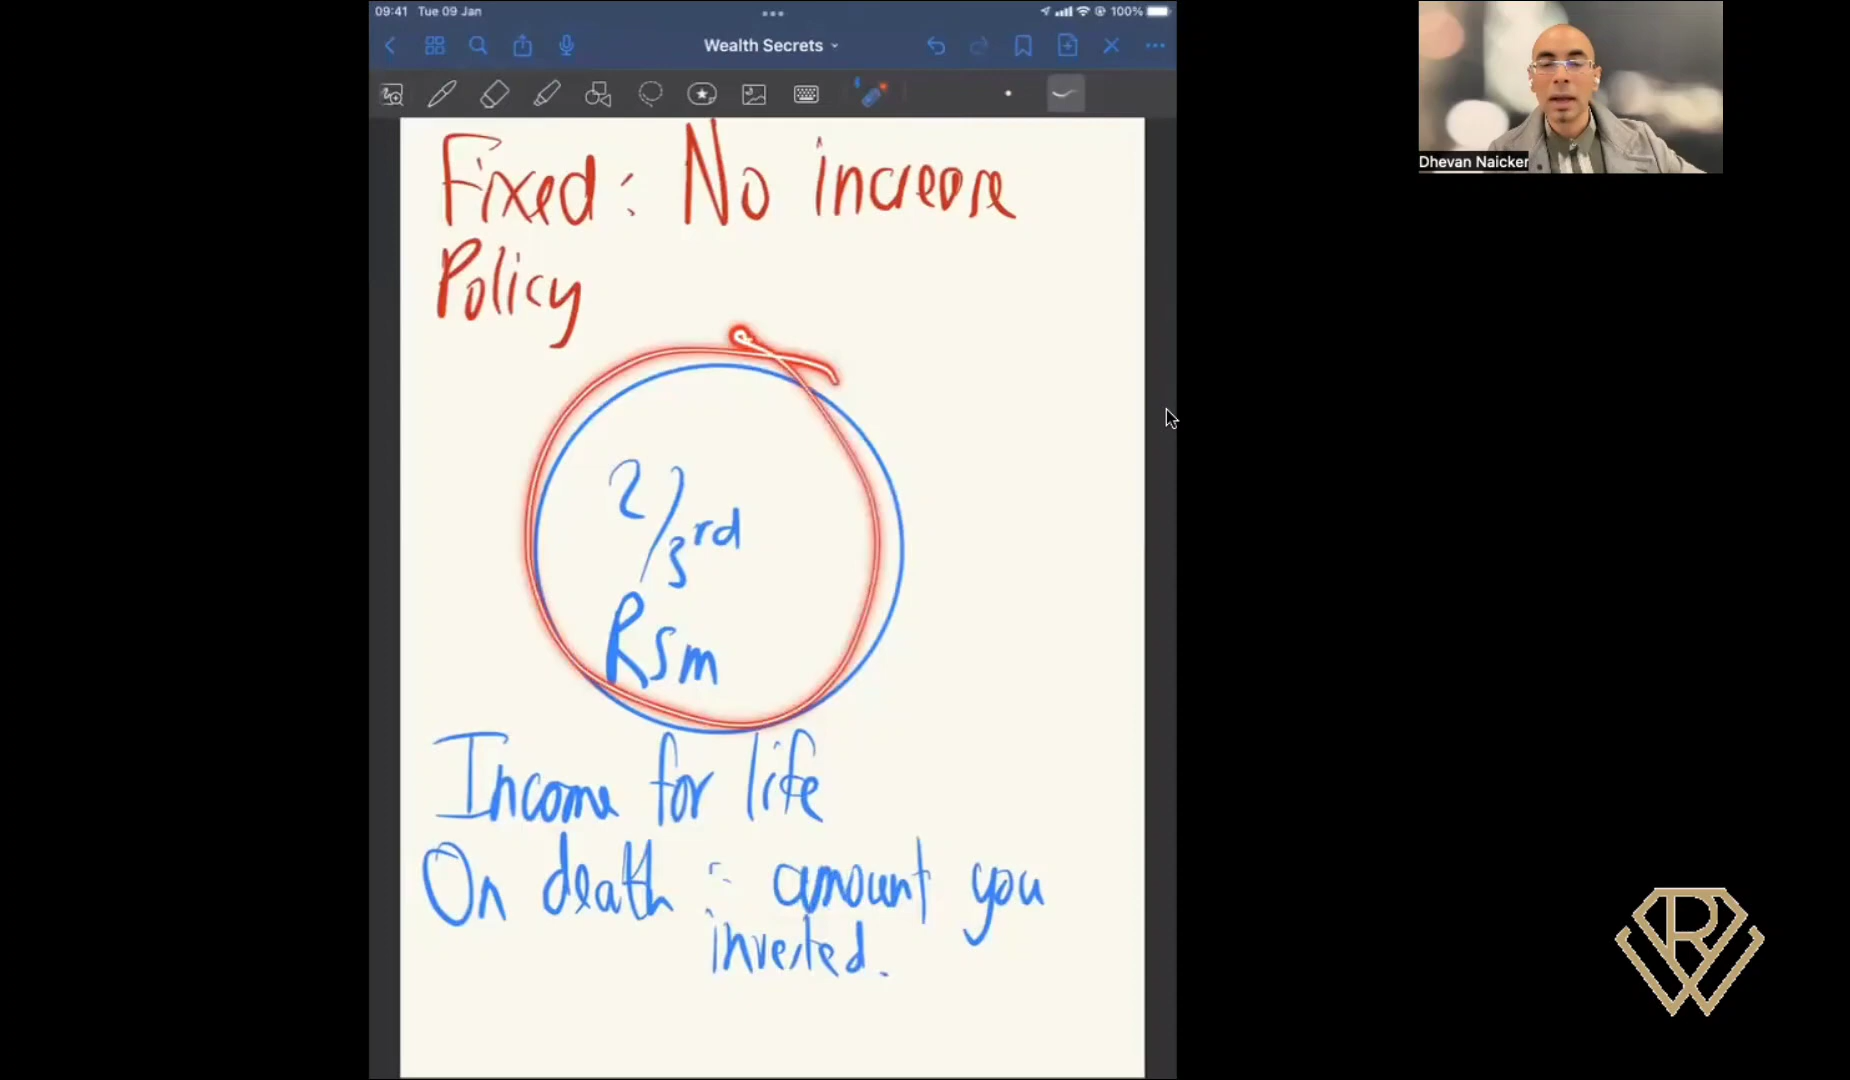 09:41 Tue 09 Jan
100%
Wealth Secrets
Dhevan Naicker
Fixed: No increase
Policy
2/3rd
R5m
Income for life
On death : amount you
invested.
RW